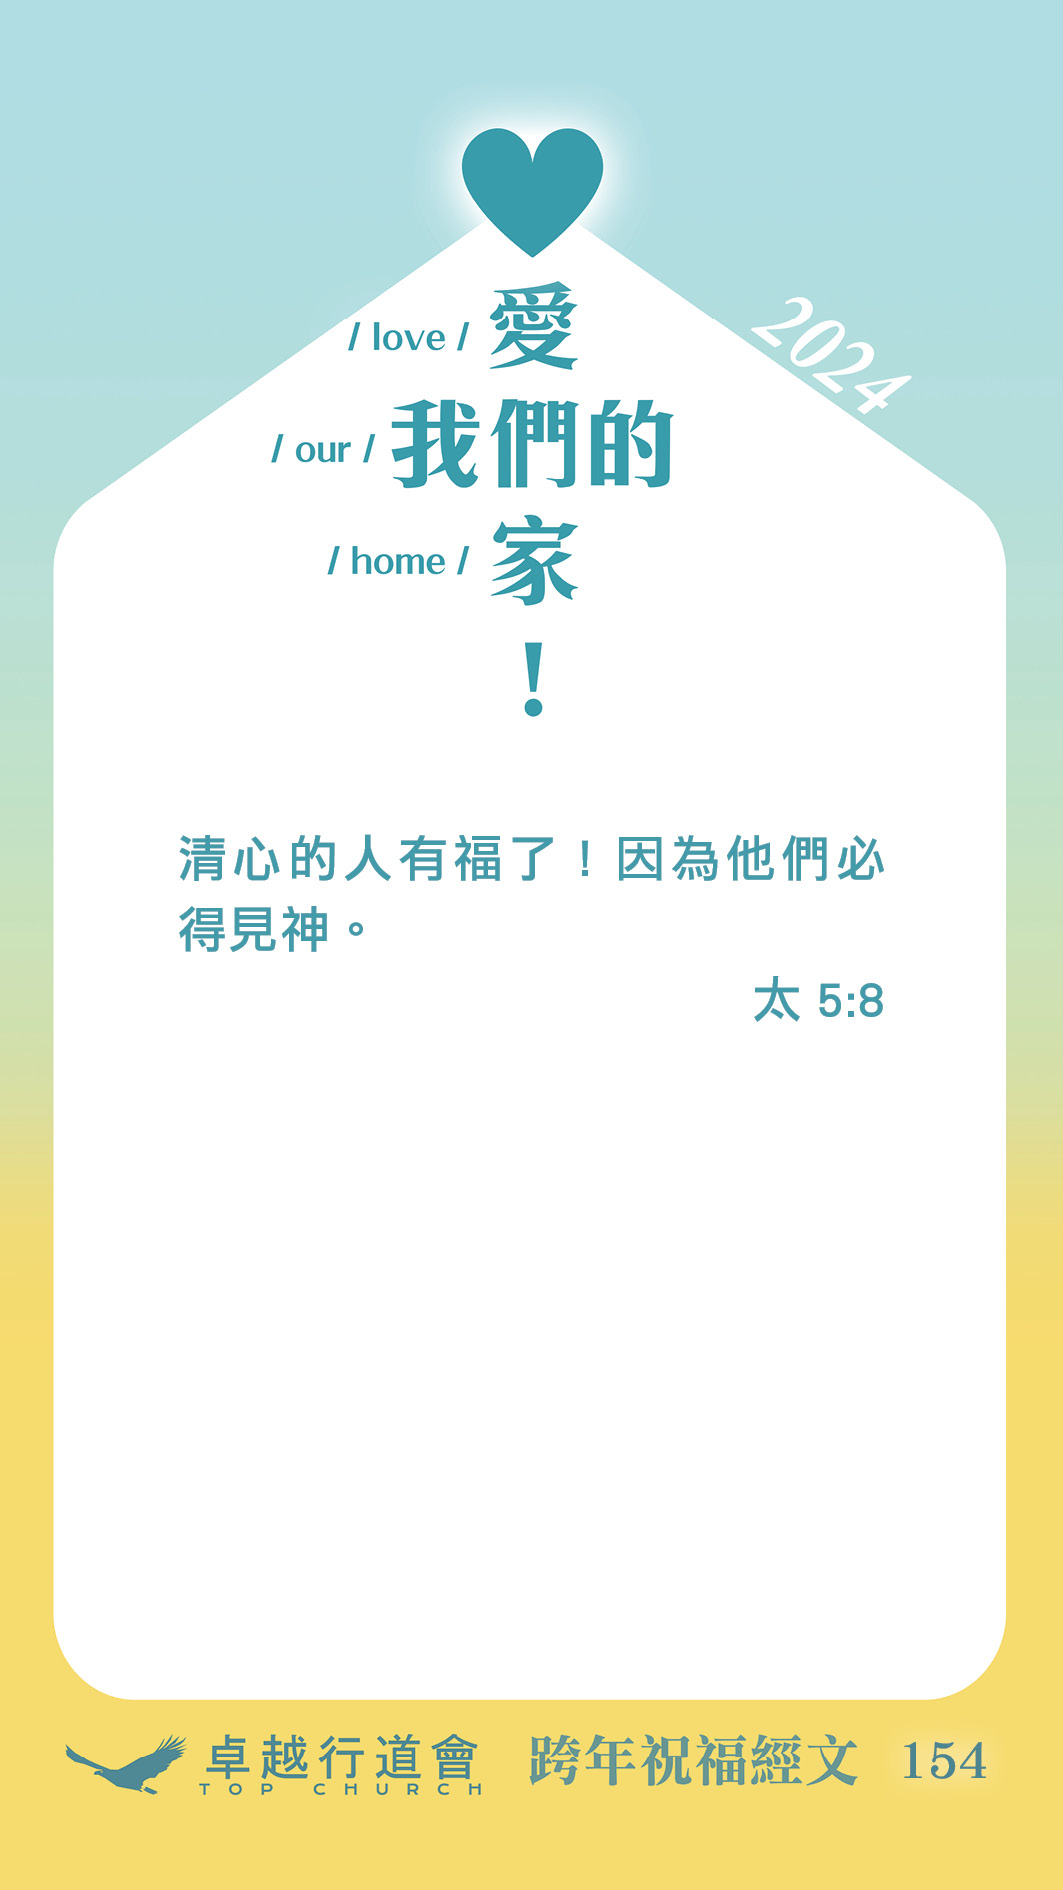 / love / 愛
2024
/ our / 我們的
/ home / 家
！
清心的人有福了！因為他們必
得見神。
太 5:8
卓越行道會
TOP CHURCH
跨年祝福經文 154